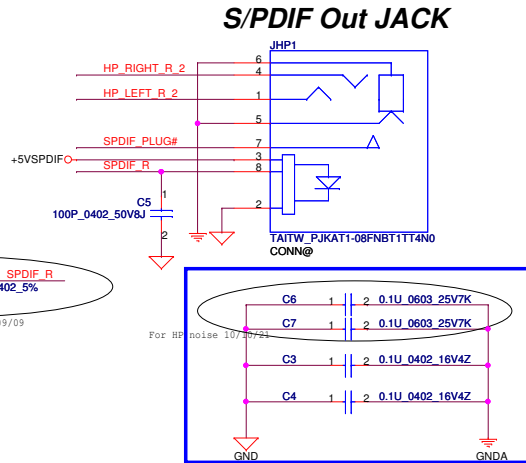 S/PDIF Out JACK
JHP1
6
HP_RIGHT_R_2
4
HP_LEFT_R_2
1
5
SPDIF_PLUG#
7
+5VSPDIF
3
SPDIF_R
8
1
C5
100P_0402_50V8J
2
2
TAITW_PJKAT1-08FNBT1TT4N0
CONN@
SPDIF_R
402_5%
9/09
For HP noise 10/10/21
C6 1 2 0.1U_0603_25V7K
C7 1 2 0.1U_0603_25V7K
C3 1 2 0.1U_0402_16V4Z
C4 1 2 0.1U_0402_16V4Z
GND
GNDA